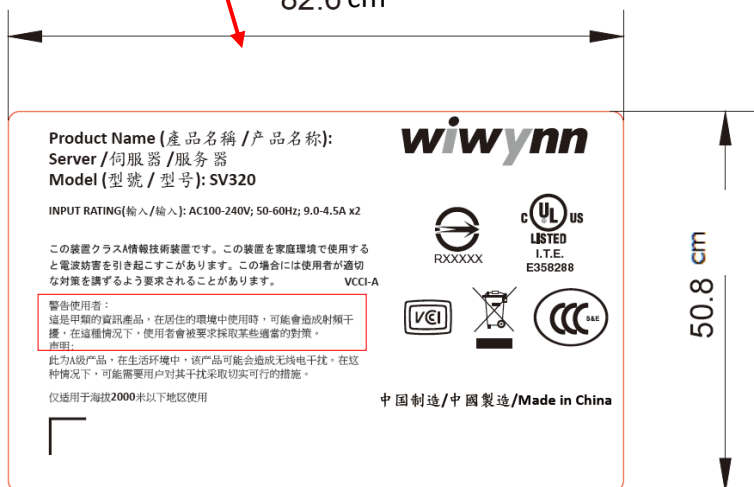 82.6 cm
Product Name (產品名稱 /产品名称):
Server /伺服器 /服务器
Model (型號 / 型号): SV320
wiwynn
INPUT RATING(輸入/输入): AC100-240V; 50-60Hz; 9.0-4.5A x2
RXXXXX
C UL US
LISTED
I.T.E.
E358288
この装置クラスA情報技術装置です。この装置を家庭環境で使用する
と電波妨害を引き起こすこがあります。この場合には使用者が適切
な対策を講ずるよう要求されることがあります。 VCCI-A
警告使用者：
這是甲類的資訊產品，在居住的環境中使用時，可能會造成射頻干
擾，在這種情況下，使用者會被要求採取某些適當的對策。
声明:
此为A级产品，在生活环境中，该产品可能会造成无线电干扰。在这
种情况下，可能需要用户对其干扰采取切实可行的措施。
仅适用于海拔2000米以下地区使用
VCI
CCC S&E
中国制造/中國製造/Made in China
50.8 cm